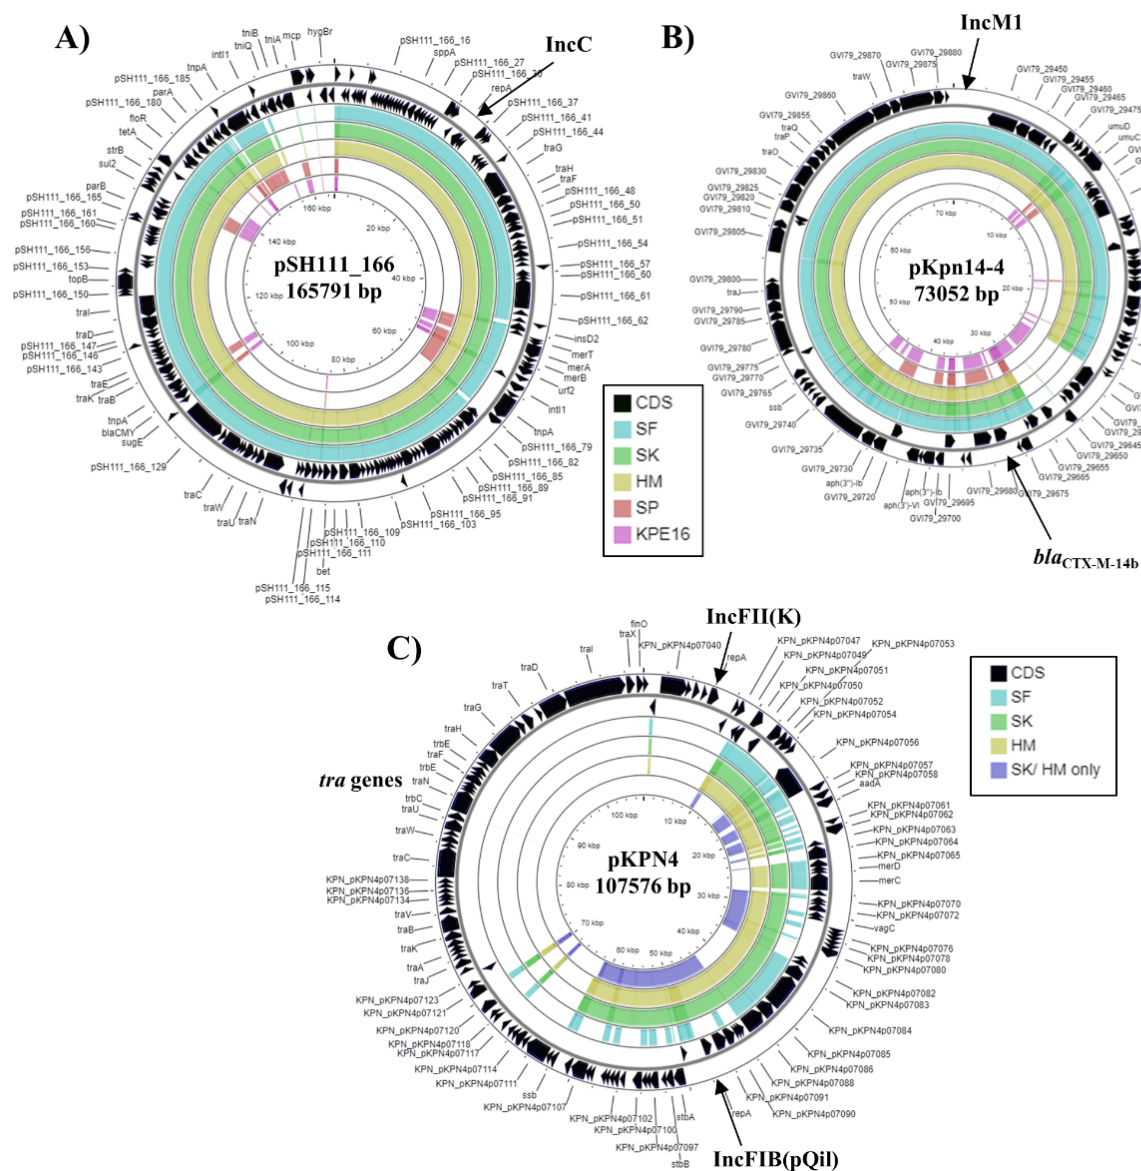 A)
IncC
hygBr
mcp
tniA
tniB
tniQ
intI1
tnpA
pSH111_166_185
parA
pSH111_166_180
floR
tetA
strB
sul2
parB
pSH111_166_165
pSH111_166_161
pSH111_166_160
pSH111_166_156
pSH111_166_153
topB
pSH111_166_150
traI
traD
pSH111_166_147
pSH111_166_146
pSH111_166_143
traE
traK
traB
tnpA
blaCMY
sugE
pSH111_166_129
traC
traW
traU
traN
pSH111_166_115
pSH111_166_114
bet
pSH111_166_111
pSH111_166_110
pSH111_166_109
pSH111_166_103
pSH111_166_95
pSH111_166_91
pSH111_166_89
pSH111_166_85
pSH111_166_82
pSH111_166_79
tnpA
intI1
urf2
merB
merA
merT
insD2
pSH111_166_62
pSH111_166_61
pSH111_166_60
pSH111_166_57
pSH111_166_54
pSH111_166_51
pSH111_166_50
pSH111_166_48
traF
traH
traG
pSH111_166_44
pSH111_166_41
pSH111_166_37
repA
pSH111_166_30
pSH111_166_27
sppA
pSH111_166_16
160 kbp
20 kbp
40 kbp
60 kbp
80 kbp
100 kbp
120 kbp
140 kbp
pSH111_166
165791 bp
CDS
SF
SK
HM
SP
KPE16
B)
IncM1
GVI79_29880
GVI79_29875
GVI79_29870
traW
GVI79_29860
GVI79_29855
traQ
traP
traO
GVI79_29830
GVI79_29825
GVI79_29820
GVI79_29810
GVI79_29805
GVI79_29800
traJ
GVI79_29790
GVI79_29785
GVI79_29780
GVI79_29775
GVI79_29770
GVI79_29765
ssb
GVI79_29740
GVI79_29735
GVI79_29730
aph(3")-Ib
GVI79_29720
aph(3')-VI
aph(3")-Ib
GVI79_29700
GVI79_29695
GVI79_29680
GVI79_29675
GVI79_29665
GVI79_29655
GVI79_29650
umuC
umuD
GVI79_29475
GVI79_29465
GVI79_29460
GVI79_29455
GVI79_29450
70 kbp
10 kbp
30 kbp
40 kbp
50 kbp
60 kbp
pKpn14-4
73052 bp
blaCTX-M-14b
C)
IncFII(K)
finO
traX
traI
traD
traT
traG
traH
trbE
traF
trbE
traN
trbC
traU
traW
traC
KPN_pKPN4p07138
KPN_pKPN4p07136
KPN_pKPN4p07134
traV
traB
traK
traA
traJ
KPN_pKPN4p07123
KPN_pKPN4p07121
KPN_pKPN4p07120
KPN_pKPN4p07118
KPN_pKPN4p07117
KPN_pKPN4p07114
KPN_pKPN4p07111
ssb
KPN_pKPN4p07107
KPN_pKPN4p07102
KPN_pKPN4p07100
KPN_pKPN4p07097
stbB
stbA
repA
KPN_pKPN4p07090
KPN_pKPN4p07091
KPN_pKPN4p07088
KPN_pKPN4p07086
KPN_pKPN4p07085
KPN_pKPN4p07084
KPN_pKPN4p07083
KPN_pKPN4p07082
KPN_pKPN4p07080
KPN_pKPN4p07078
KPN_pKPN4p07076
vagC
KPN_pKPN4p07072
KPN_pKPN4p07070
merC
merD
KPN_pKPN4p07065
KPN_pKPN4p07064
KPN_pKPN4p07063
KPN_pKPN4p07062
KPN_pKPN4p07061
aadA
KPN_pKPN4p07058
KPN_pKPN4p07057
KPN_pKPN4p07056
KPN_pKPN4p07054
KPN_pKPN4p07052
KPN_pKPN4p07050
KPN_pKPN4p07051
KPN_pKPN4p07053
KPN_pKPN4p07049
KPN_pKPN4p07047
repA
KPN_pKPN4p07040
tra genes
100 kbp
10 kbp
20 kbp
30 kbp
40 kbp
50 kbp
60 kbp
70 kbp
80 kbp
90 kbp
pKPN4
107576 bp
IncFIB(pQil)
CDS
SF
SK
HM
SK/ HM only